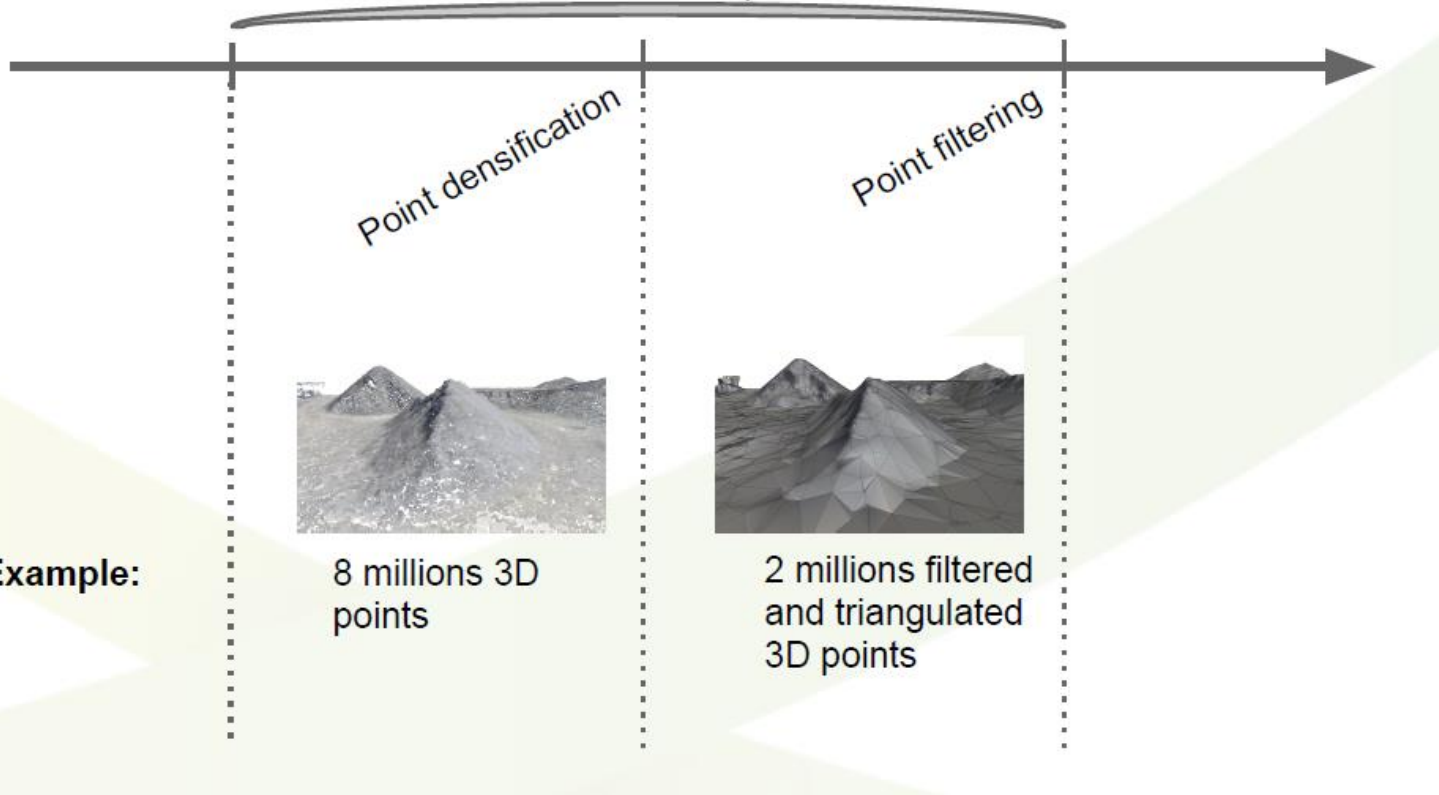 Point densification
Point filtering
Example:
8 millions 3D
points
2 millions filtered
and triangulated
3D points